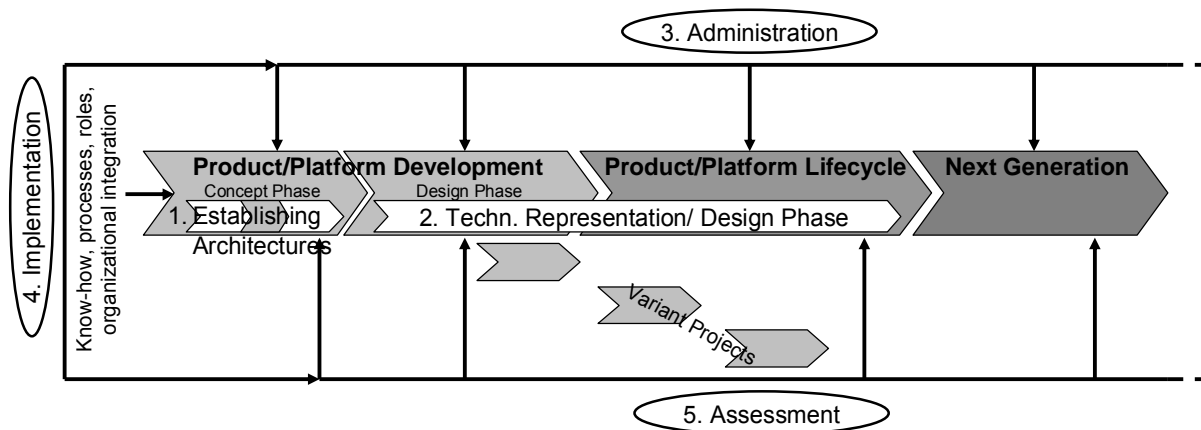 3. Administration
4. Implementation
Know-how, processes, roles,
organizational integration
Product/Platform Development
Concept Phase
Design Phase
Product/Platform Lifecycle
Next Generation
1. Establishing
Architectures
2. Techn. Representation/ Design Phase
Variant Projects
5. Assessment